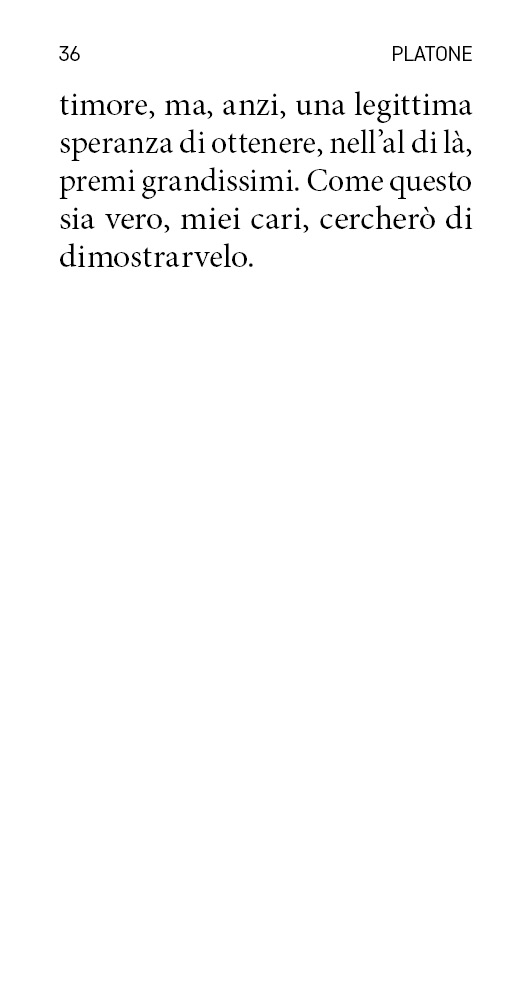 36 PLATONE
timore, ma, anzi, una legittima
speranza di ottenere, nell’al di là,
premi grandissimi. Come questo
sia vero, miei cari, cercherò di
dimostrarvelo.